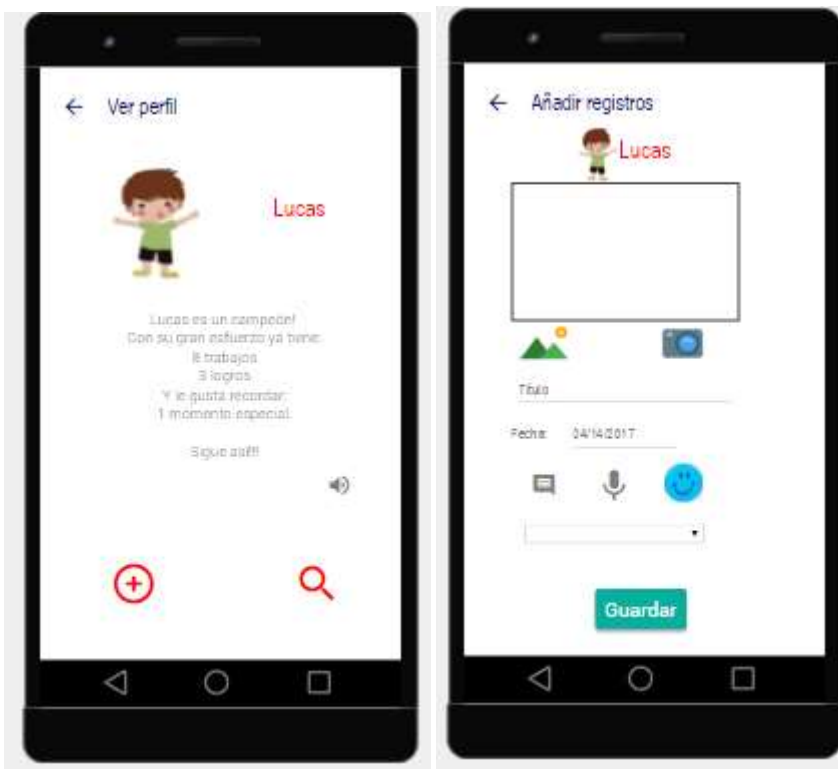 Ver perfil
Lucas
Lucas es un campeón!
Con su gran esfuerzo ya tiene:
8 trabajos
3 logros
Y le gusta recordar:
1 momento especial.
Sigue así!!!
Añadir registros
Lucas
Título
Fecha: 04/14/2017
Guardar